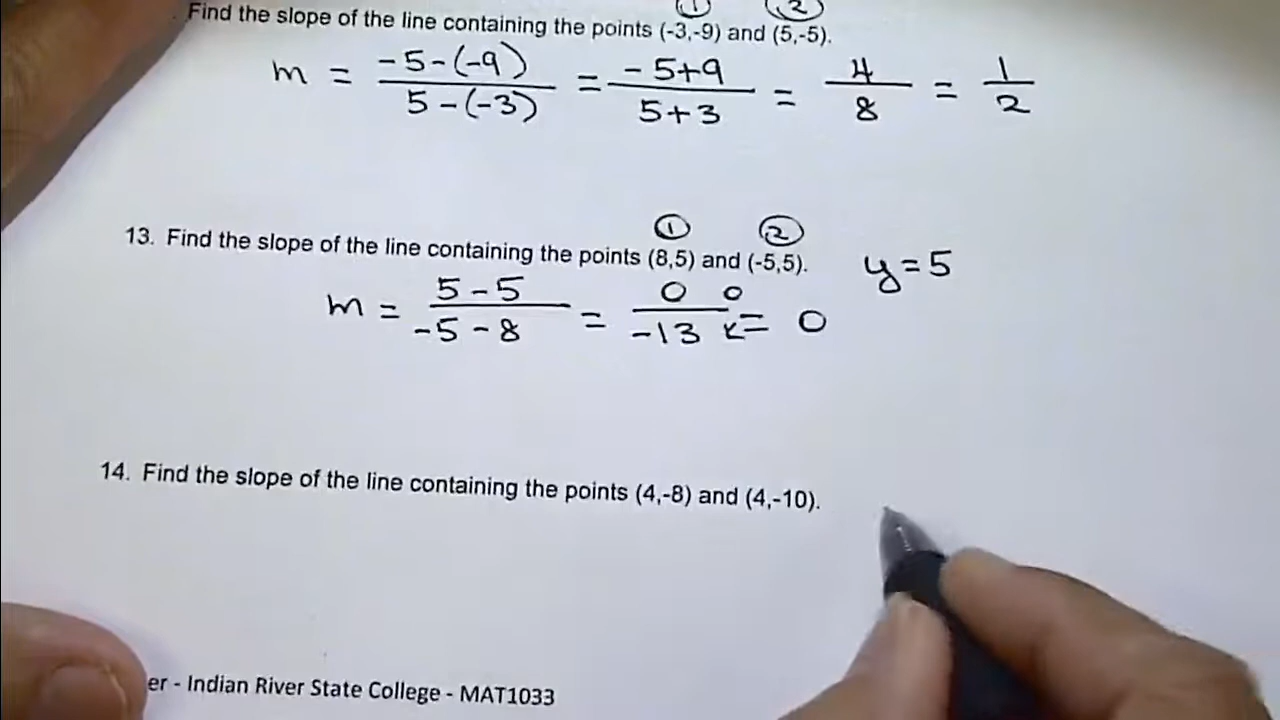 ① ②
Find the slope of the line containing the points (-3,-9) and (5,-5).
m = -5-(-9) / 5-(-3) = -5+9 / 5+3 = 4 / 8 = 1 / 2
① ②
13. Find the slope of the line containing the points (8,5) and (-5,5). y=5
m = 5-5 / -5-8 = 0 / -13 0 / K = 0
14. Find the slope of the line containing the points (4,-8) and (4,-10).
er - Indian River State College - MAT1033